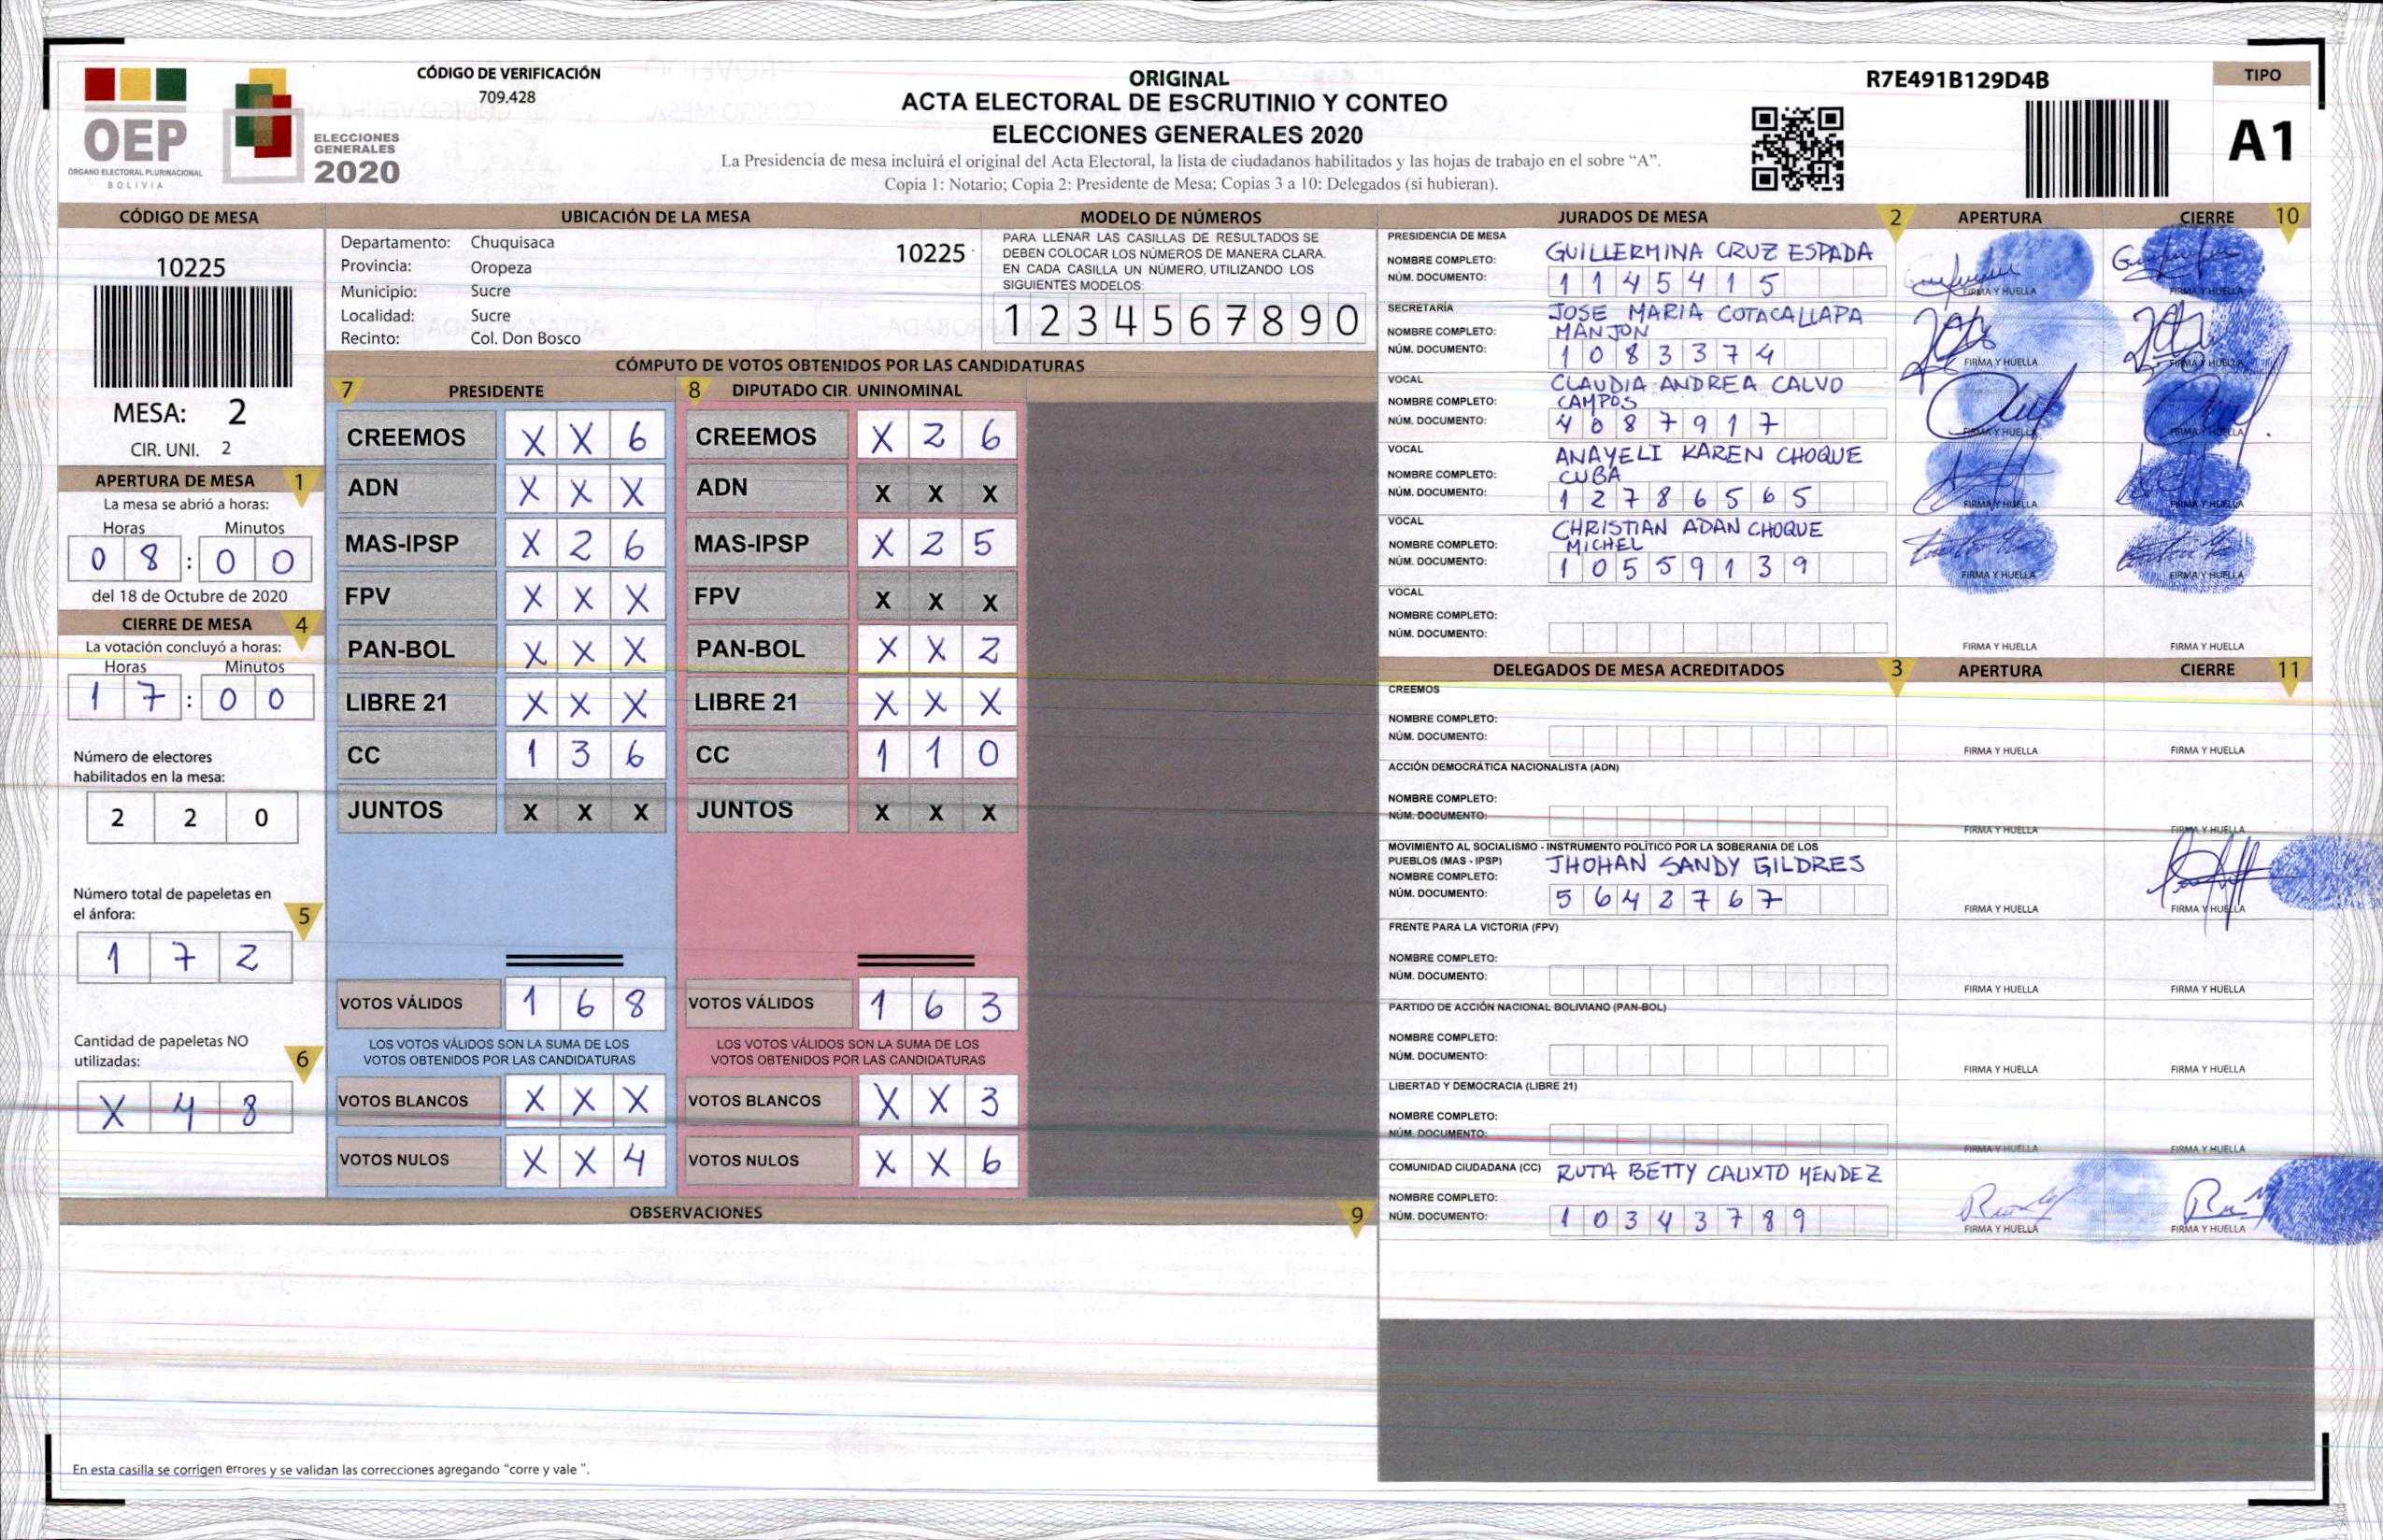 OEP
ÓRGANO ELECTORAL PLURINACIONAL
BOLIVIA
ELECCIONES
GENERALES
2020
CÓDIGO DE VERIFICACIÓN
709.428
ORIGINAL
ACTA ELECTORAL DE ESCRUTINIO Y CONTEO
ELECCIONES GENERALES 2020
La Presidencia de mesa incluirá el original del Acta Electoral, la lista de ciudadanos habilitados y las hojas de trabajo en el sobre “A”.
Copia 1: Notario; Copia 2: Presidente de Mesa; Copias 3 a 10: Delegados (si hubieran).
R7E491B129D4B
TIPO
A1
CÓDIGO DE MESA
10225
MESA: 2
CIR. UNI. 2
APERTURA DE MESA 1
La mesa se abrió a horas:
Horas Minutos
0 8 : 0 0
del 18 de Octubre de 2020
CIERRE DE MESA 4
La votación concluyó a horas:
Horas Minutos
1 7 : 0 0
Número de electores
habilitados en la mesa:
2 2 0
Número total de papeletas en
el ánfora: 5
1 7 2
Cantidad de papeletas NO
utilizadas: 6
X 4 8
UBICACIÓN DE LA MESA
Departamento: Chuquisaca 10225
Provincia: Oropeza
Municipio: Sucre
Localidad: Sucre
Recinto: Col. Don Bosco
MODELO DE NÚMEROS
PARA LLENAR LAS CASILLAS DE RESULTADOS SE
DEBEN COLOCAR LOS NÚMEROS DE MANERA CLARA.
EN CADA CASILLA UN NÚMERO, UTILIZANDO LOS
SIGUIENTES MODELOS:
1 2 3 4 5 6 7 8 9 0
CÓMPUTO DE VOTOS OBTENIDOS POR LAS CANDIDATURAS
7 PRESIDENTE
CREEMOS X X 6
ADN X X X
MAS-IPSP X 2 6
FPV X X X
PAN-BOL X X X
LIBRE 21 X X X
CC 1 3 6
JUNTOS X X X
VOTOS VÁLIDOS 1 6 8
LOS VOTOS VÁLIDOS SON LA SUMA DE LOS
VOTOS OBTENIDOS POR LAS CANDIDATURAS
VOTOS BLANCOS X X X
VOTOS NULOS X X 4
8 DIPUTADO CIR. UNINOMINAL
CREEMOS X 2 6
ADN X X X
MAS-IPSP X 2 5
FPV X X X
PAN-BOL X X 2
LIBRE 21 X X X
CC 1 1 0
JUNTOS X X X
VOTOS VÁLIDOS 1 6 3
LOS VOTOS VÁLIDOS SON LA SUMA DE LOS
VOTOS OBTENIDOS POR LAS CANDIDATURAS
VOTOS BLANCOS X X 3
VOTOS NULOS X X 6
OBSERVACIONES 9
En esta casilla se corrigen errores y se validan las correcciones agregando “corre y vale ”.
JURADOS DE MESA 2 APERTURA CIERRE 10
PRESIDENCIA DE MESA
NOMBRE COMPLETO: GUILLERMINA CRUZ ESPADA
NÚM. DOCUMENTO: 1 1 4 5 4 1 5
FIRMA Y HUELLA FIRMA Y HUELLA
SECRETARÍA JOSE MARIA COTACALLAPA
NOMBRE COMPLETO: MANJON
NÚM. DOCUMENTO: 1 0 8 3 3 7 4
FIRMA Y HUELLA FIRMA Y HUELLA
VOCAL CLAUDIA ANDREA CALVO
NOMBRE COMPLETO: CAMPOS
NÚM. DOCUMENTO: 4 0 8 7 9 1 7
FIRMA Y HUELLA FIRMA Y HUELLA
VOCAL ANAYELI KAREN CHOQUE
NOMBRE COMPLETO: CUBA
NÚM. DOCUMENTO: 1 2 7 8 6 5 6 5
FIRMA Y HUELLA FIRMA Y HUELLA
VOCAL CHRISTIAN ADAN CHOQUE
NOMBRE COMPLETO: MICHEL
NÚM. DOCUMENTO: 1 0 5 5 9 1 3 9
FIRMA Y HUELLA FIRMA Y HUELLA
VOCAL
NOMBRE COMPLETO:
NÚM. DOCUMENTO:
FIRMA Y HUELLA FIRMA Y HUELLA
DELEGADOS DE MESA ACREDITADOS 3 APERTURA CIERRE 11
CREEMOS
NOMBRE COMPLETO:
NÚM. DOCUMENTO:
FIRMA Y HUELLA FIRMA Y HUELLA
ACCIÓN DEMOCRÁTICA NACIONALISTA (ADN)
NOMBRE COMPLETO:
NÚM. DOCUMENTO:
FIRMA Y HUELLA FIRMA Y HUELLA
MOVIMIENTO AL SOCIALISMO - INSTRUMENTO POLÍTICO POR LA SOBERANIA DE LOS
PUEBLOS (MAS - IPSP) JHOHAN SANDY GILDRES
NOMBRE COMPLETO:
NÚM. DOCUMENTO: 5 6 4 2 7 6 7
FIRMA Y HUELLA FIRMA Y HUELLA
FRENTE PARA LA VICTORIA (FPV)
NOMBRE COMPLETO:
NÚM. DOCUMENTO:
FIRMA Y HUELLA FIRMA Y HUELLA
PARTIDO DE ACCIÓN NACIONAL BOLIVIANO (PAN-BOL)
NOMBRE COMPLETO:
NÚM. DOCUMENTO:
FIRMA Y HUELLA FIRMA Y HUELLA
LIBERTAD Y DEMOCRACIA (LIBRE 21)
NOMBRE COMPLETO:
NÚM. DOCUMENTO:
FIRMA Y HUELLA FIRMA Y HUELLA
COMUNIDAD CIUDADANA (CC) RUTH BETTY CALIXTO MENDEZ
NOMBRE COMPLETO:
NÚM. DOCUMENTO: 1 0 3 4 3 7 8 9
FIRMA Y HUELLA FIRMA Y HUELLA